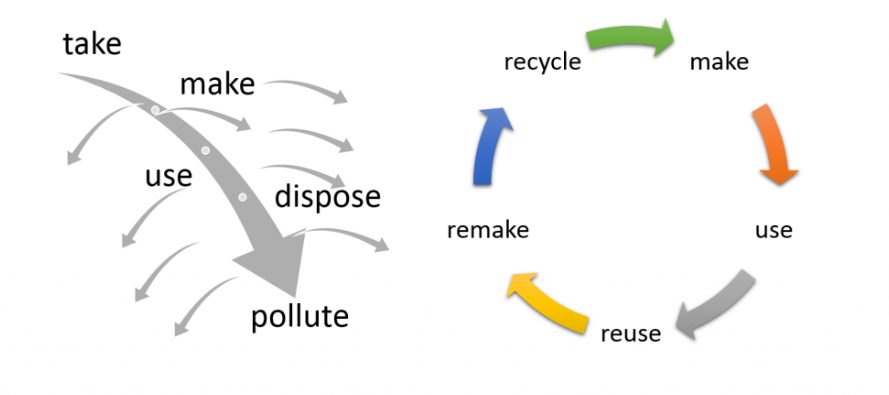 take
make
use
dispose
pollute
recycle
make
use
reuse
remake